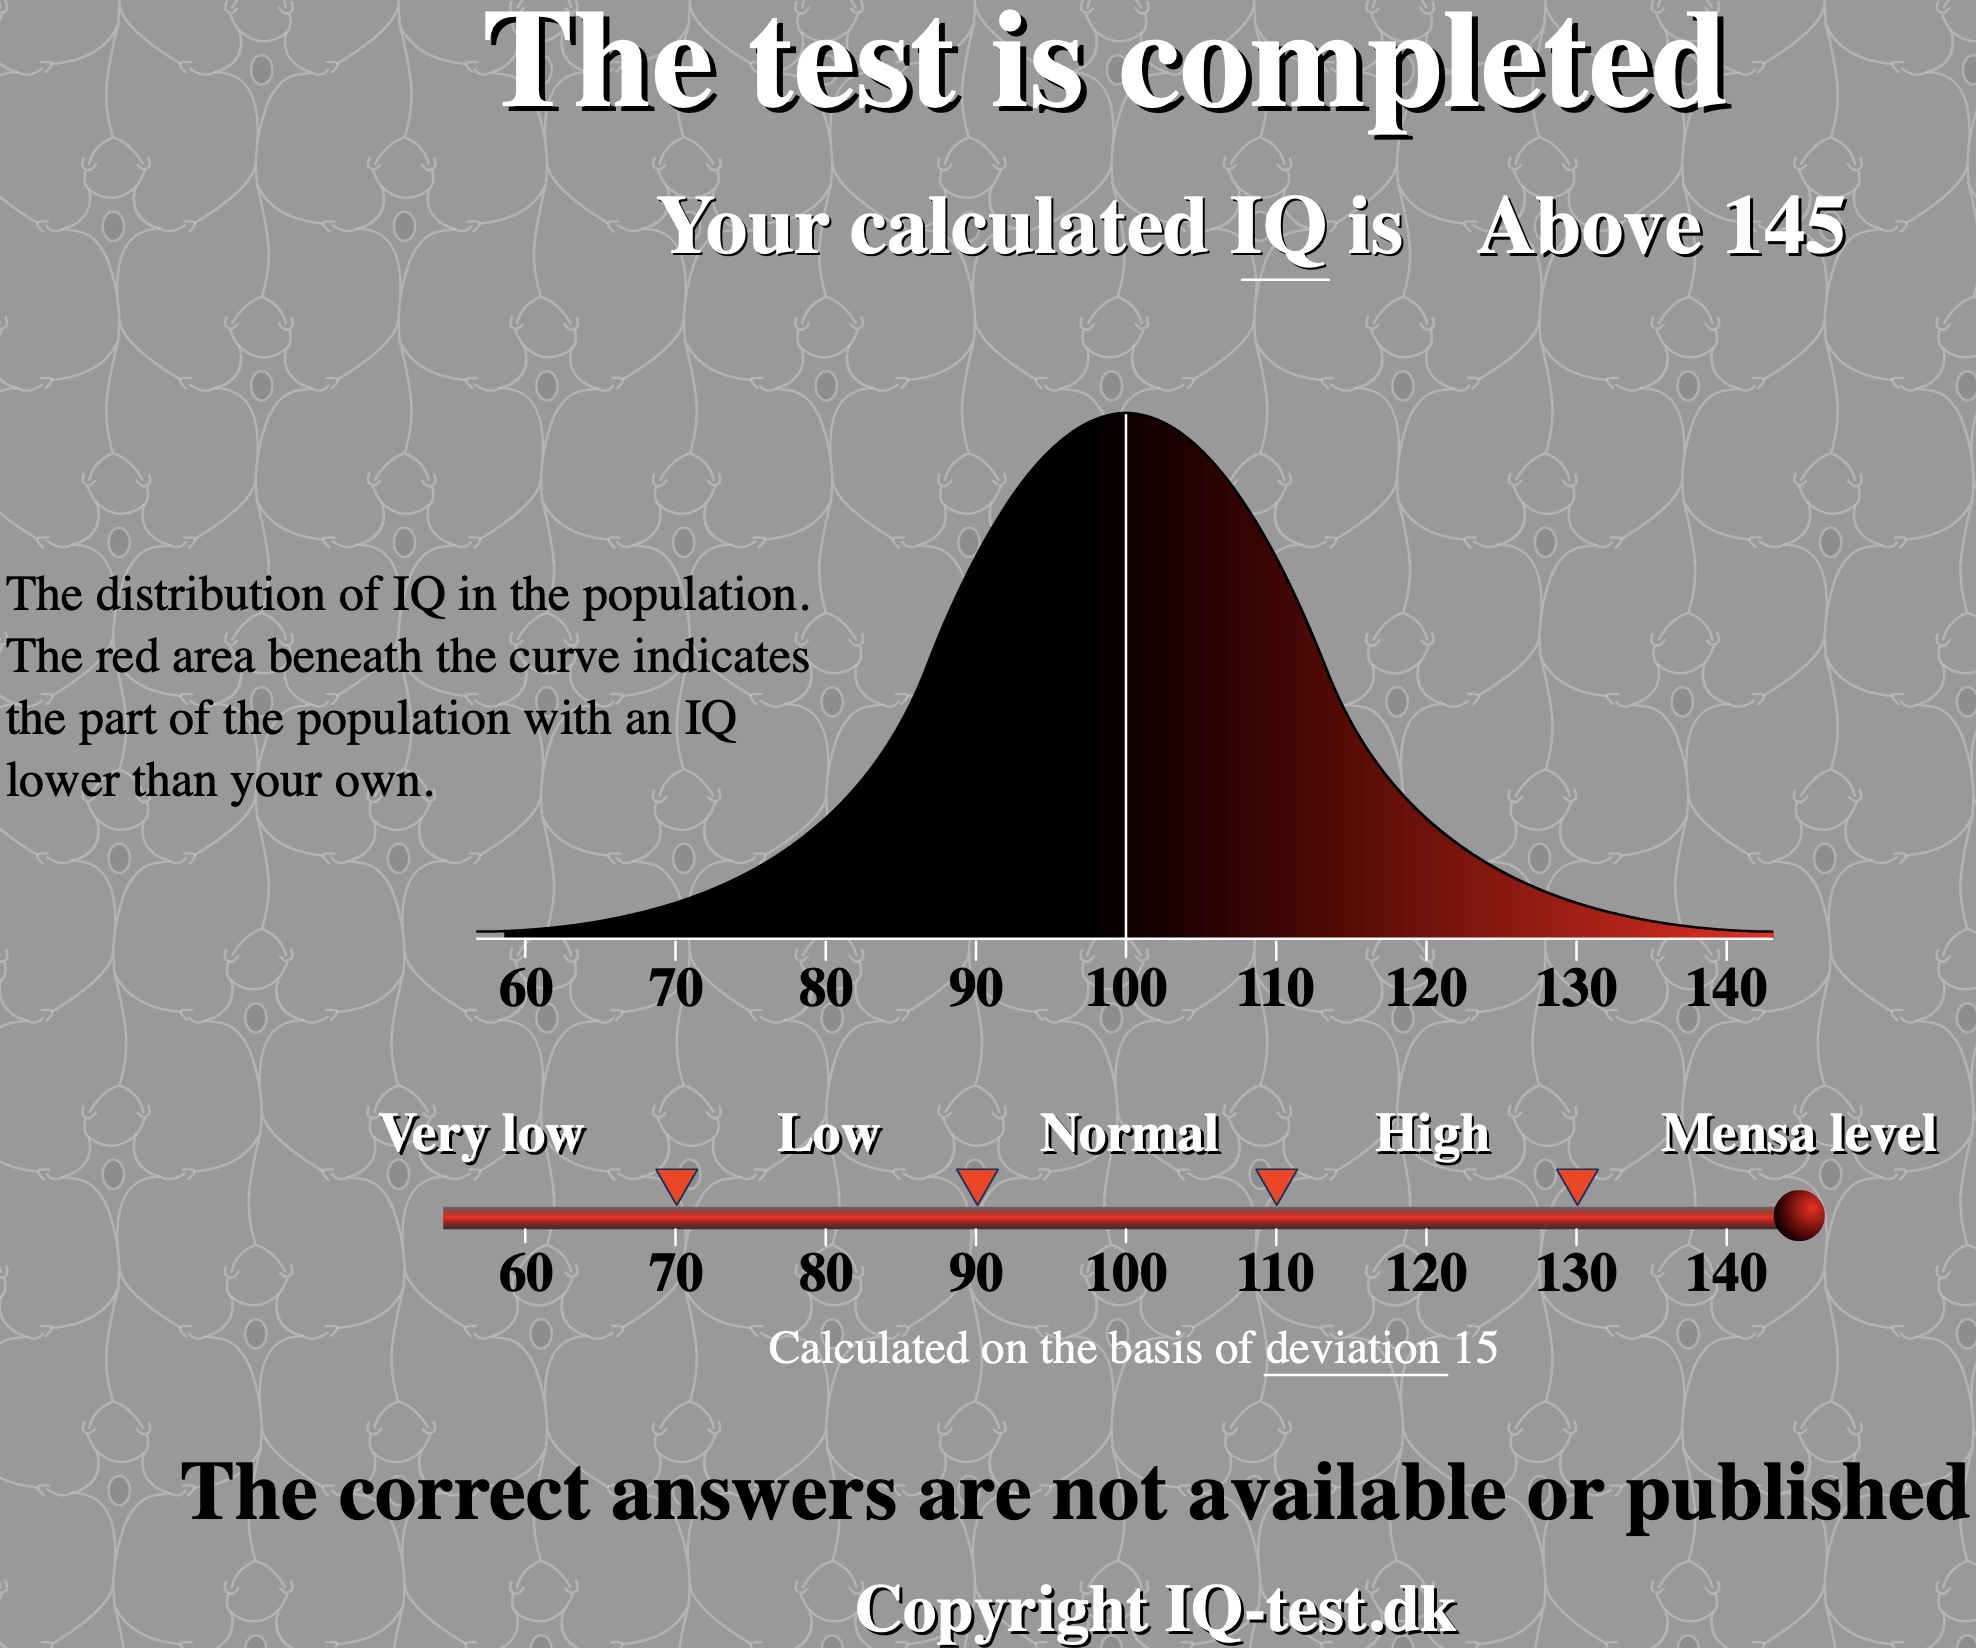 The test is completed
Your calculated IQ is Above 145
The distribution of IQ in the population.
The red area beneath the curve indicates
the part of the population with an IQ
lower than your own.
60 70 80 90 100 110 120 130 140
Very low Low Normal High Mensa level
60 70 80 90 100 110 120 130 140
Calculated on the basis of deviation 15
The correct answers are not available or published
Copyright IQ-test.dk